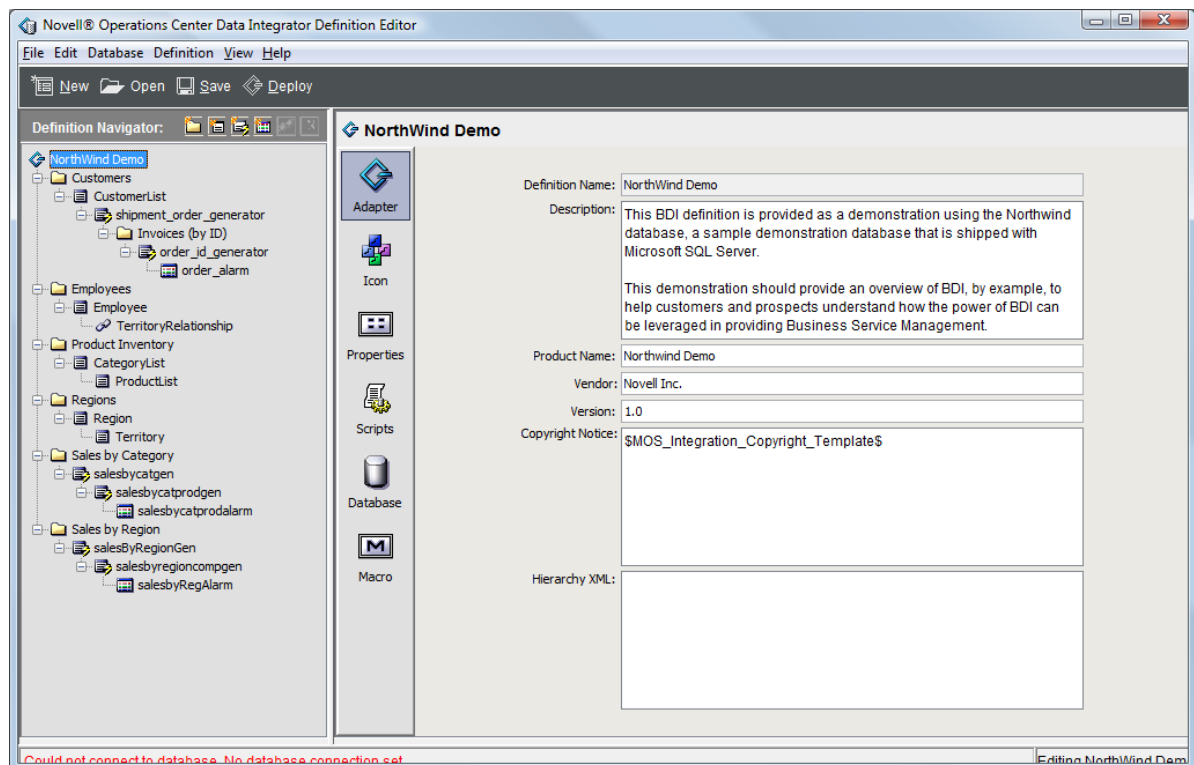 Novell® Operations Center Data Integrator Definition Editor
File Edit Database Definition View Help
New Open Save Deploy
Definition Navigator:
NorthWind Demo
Customers
CustomerList
shipment_order_generator
Invoices (by ID)
order_id_generator
order_alarm
Employees
Employee
TerritoryRelationship
Product Inventory
CategoryList
ProductList
Regions
Region
Territory
Sales by Category
salesbycatgen
salesbycatprodgen
salesbycatprodalarm
Sales by Region
salesByRegionGen
salesbyregioncompgen
salesbyRegAlarm
NorthWind Demo
Adapter
Icon
Properties
Scripts
Database
M
Macro
Definition Name: NorthWind Demo
Description: This BDI definition is provided as a demonstration using the Northwind
database, a sample demonstration database that is shipped with
Microsoft SQL Server.
This demonstration should provide an overview of BDI, by example, to
help customers and prospects understand how the power of BDI can
be leveraged in providing Business Service Management.
Product Name: Northwind Demo
Vendor: Novell Inc.
Version: 1.0
Copyright Notice: $MOS_Integration_Copyright_Template$
Hierarchy XML:
Could not connect to database. No database connection set.
Editing NorthWind Dem